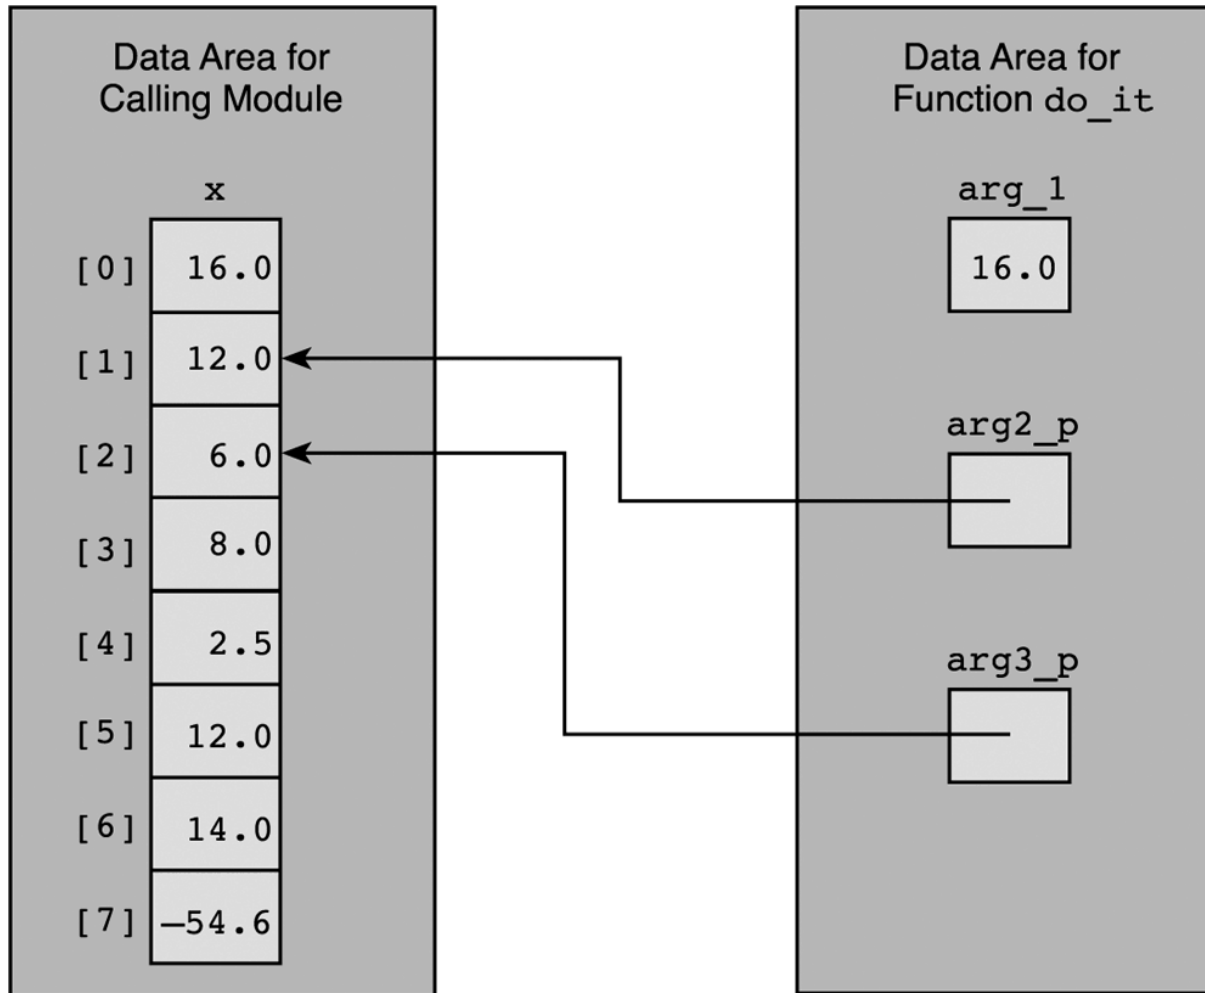 Data Area for
Calling Module
x
[0] 16.0
[1] 12.0
[2] 6.0
[3] 8.0
[4] 2.5
[5] 12.0
[6] 14.0
[7] –54.6
Data Area for
Function do_it
arg_1
16.0
arg2_p
arg3_p